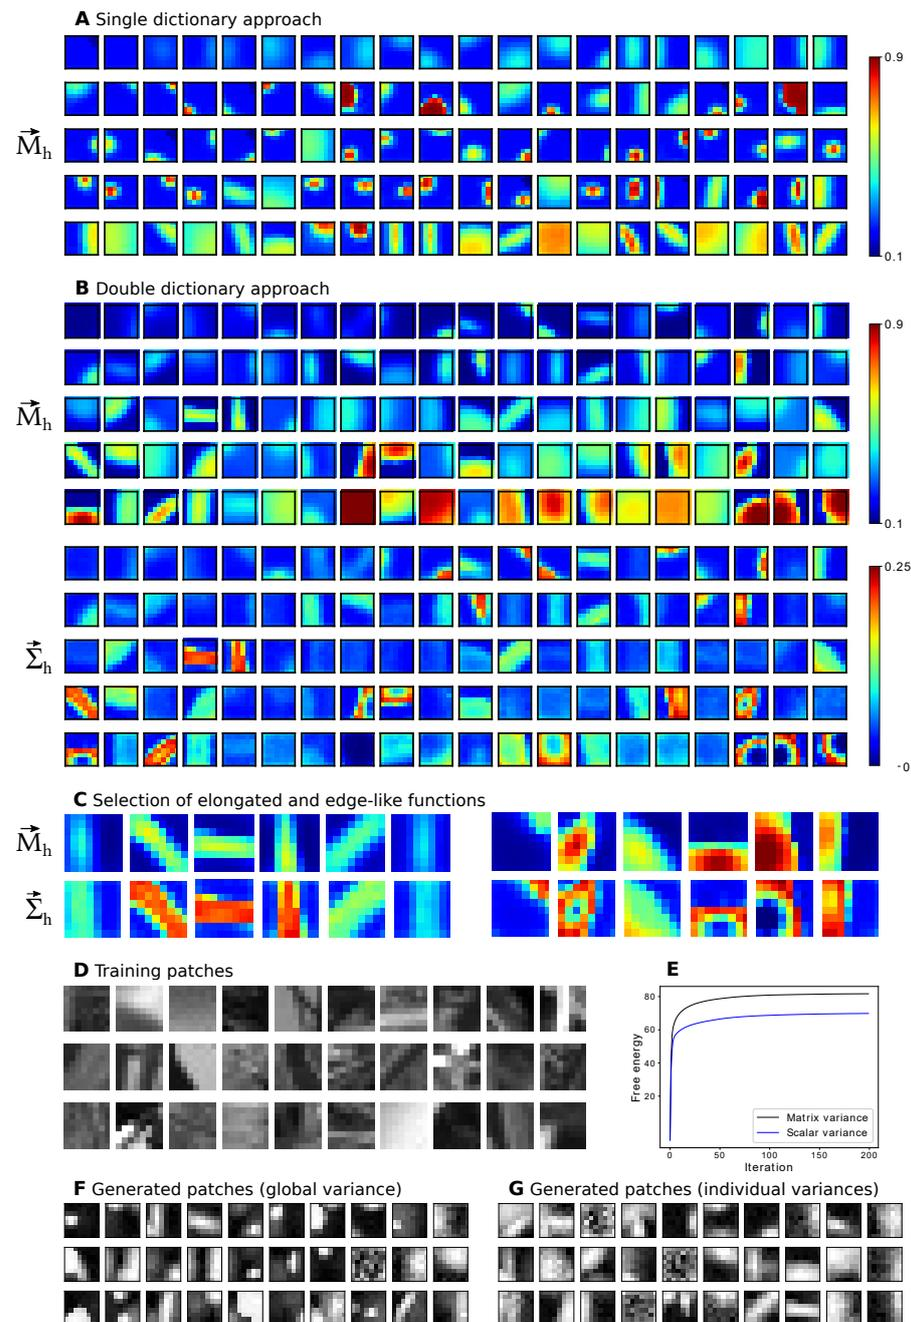 A Single dictionary approach
M⃗h
0.9
0.1
B Double dictionary approach
M⃗h
0.9
0.1
Σ⃗h
0.25
-0
C Selection of elongated and edge-like functions
M⃗h
Σ⃗h
D Training patches
E
Free energy
80
60
40
20
Matrix variance
Scalar variance
0 50 100 150 200
Iteration
F Generated patches (global variance)
G Generated patches (individual variances)